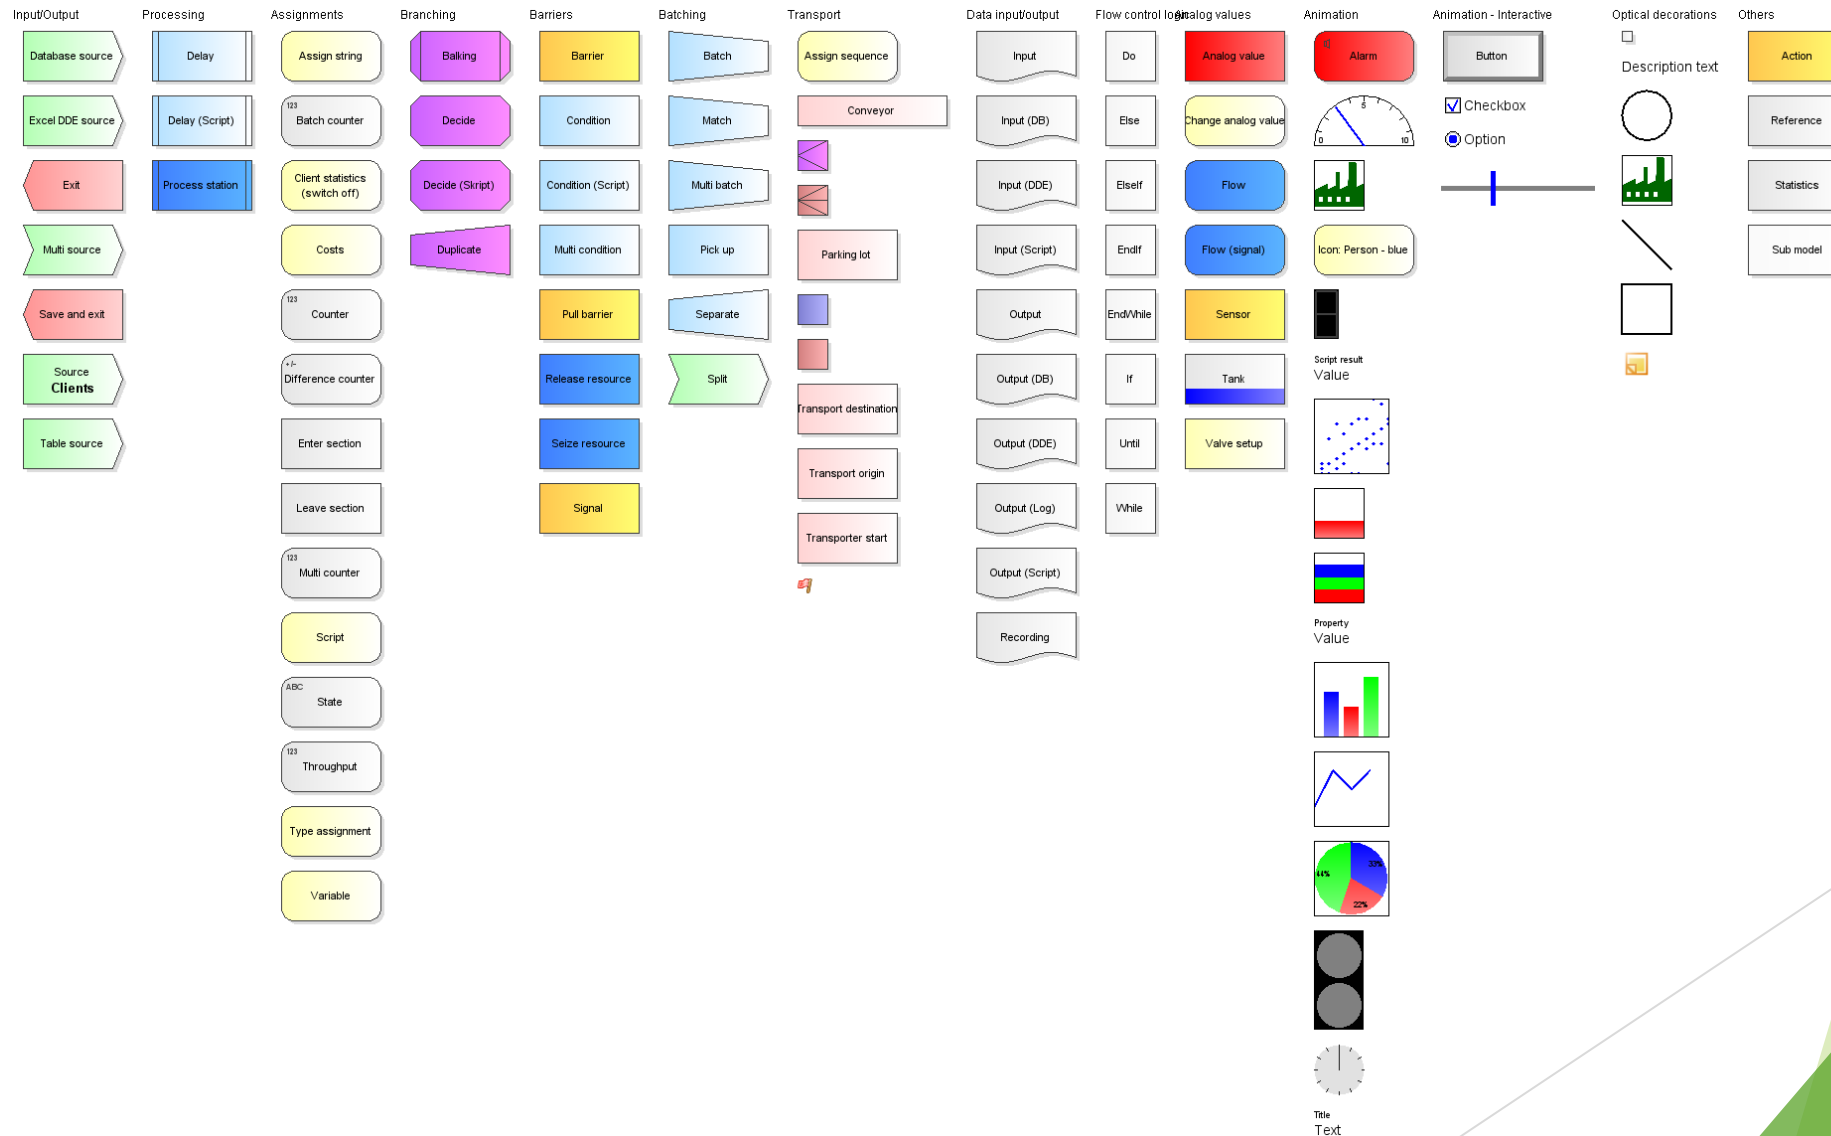 Input/Output
Database source
Excel DDE source
Exit
Multi source
Save and exit
Source
Clients
Table source
Processing
Delay
Delay (Script)
Process station
Assignments
Assign string
123
Batch counter
Client statistics
(switch off)
Costs
123
Counter
+/-
Difference counter
Enter section
Leave section
123
Multi counter
Script
ABC
State
123
Throughput
Type assignment
Variable
Branching
Balking
Decide
Decide (Skript)
Duplicate
Barriers
Barrier
Condition
Condition (Script)
Multi condition
Pull barrier
Release resource
Seize resource
Signal
Batching
Batch
Match
Multi batch
Pick up
Separate
Split
Transport
Assign sequence
Conveyor
Parking lot
Transport destination
Transport origin
Transporter start
Data input/output
Input
Input (DB)
Input (DDE)
Input (Script)
Output
Output (DB)
Output (DDE)
Output (Log)
Output (Script)
Recording
Flow control logic
Do
Else
ElseIf
EndIf
EndWhile
If
Until
While
Analog values
Analog value
Change analog value
Flow
Flow (signal)
Sensor
Tank
Valve setup
Animation
Alarm
0 5 10
Icon: Person - blue
Script result
Value
Property
Value
33%
44%
22%
Title
Text
Animation - Interactive
Button
Checkbox
Option
Optical decorations
Description text
Others
Action
Reference
Statistics
Sub model